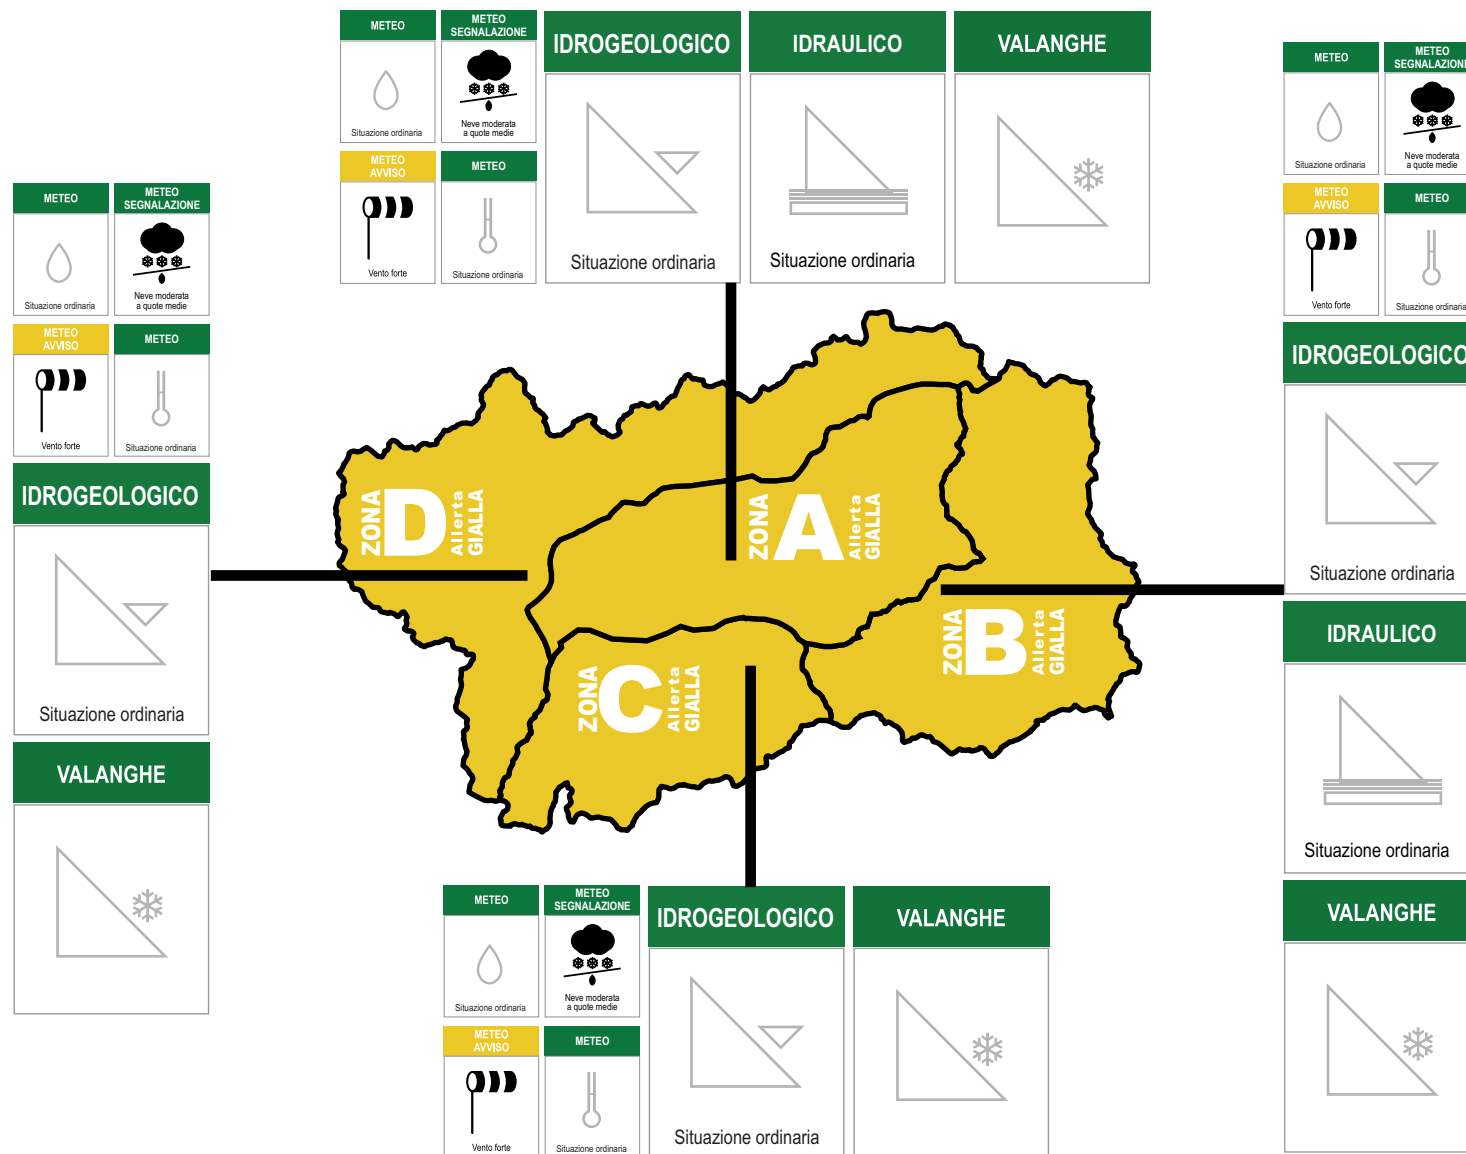 METEO
METEO
SEGNALAZIONE
Situazione ordinaria
Neve moderata
a quote medie
METEO
AVVISO
METEO
Vento forte
Situazione ordinaria
IDROGEOLOGICO
Situazione ordinaria
IDRAULICO
Situazione ordinaria
VALANGHE
METEO
METEO
SEGNALAZIONE
Situazione ordinaria
Neve moderata
a quote medie
METEO
AVVISO
METEO
Vento forte
Situazione ordinaria
IDROGEOLOGICO
Situazione ordinaria
VALANGHE
ZONA
D
Allerta
GIALLA
ZONA
A
Allerta
GIALLA
ZONA
C
Allerta
GIALLA
ZONA
B
Allerta
GIALLA
METEO
METEO
SEGNALAZIONE
Situazione ordinaria
Neve moderata
a quote medie
METEO
AVVISO
METEO
Vento forte
Situazione ordinaria
IDROGEOLOGICO
Situazione ordinaria
IDRAULICO
Situazione ordinaria
VALANGHE
METEO
METEO
SEGNALAZIONE
Situazione ordinaria
Neve moderata
a quote medie
METEO
AVVISO
METEO
Vento forte
Situazione ordinaria
IDROGEOLOGICO
Situazione ordinaria
VALANGHE